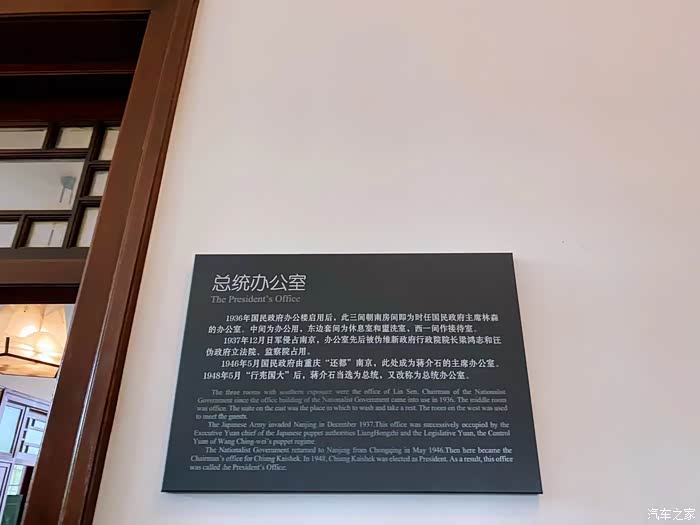 总统办公室
The President's Office
1936年国民政府办公楼启用后，此三间朝南房间即为时任国民政府主席林森
的办公室。中间为办公用，东边套间为休息室和盥洗室，西一间作接待室。
1937年12月日军侵占南京，办公室先后被伪维新政府行政院院长梁鸿志和汪
伪政府立法院、监察院占用。
1946年5月国民政府由重庆“还都”南京，此处成为蒋介石的主席办公室。
1948年5月“行宪国大”后，蒋介石当选为总统，又改称为总统办公室。
The three rooms with southern exposure were the office of Lin Sen, Chairman of the Nationalist
Government since the office building of the Nationalist Government came into use in 1936. The middle room
was office. The suite on the east was the place in which to wash and take a rest. The room on the west was used
to meet the guests.
The Japanese Army invaded Nanjing in December 1937.This office was successively occupied by the
Executive Yuan chief of the Japanese puppet authorities LiangHongzhi and the Legislative Yuan, the Control
Yuan of Wang Ching-wei's puppet regime.
The Nationalist Government returned to Nanjing from Chongqing in May 1946.Then here became the
Chairman's office for Chiang Kaishek. In 1948, Chiang Kaishek was elected as President. As a result, this office
was called the President's Office.
汽车之家